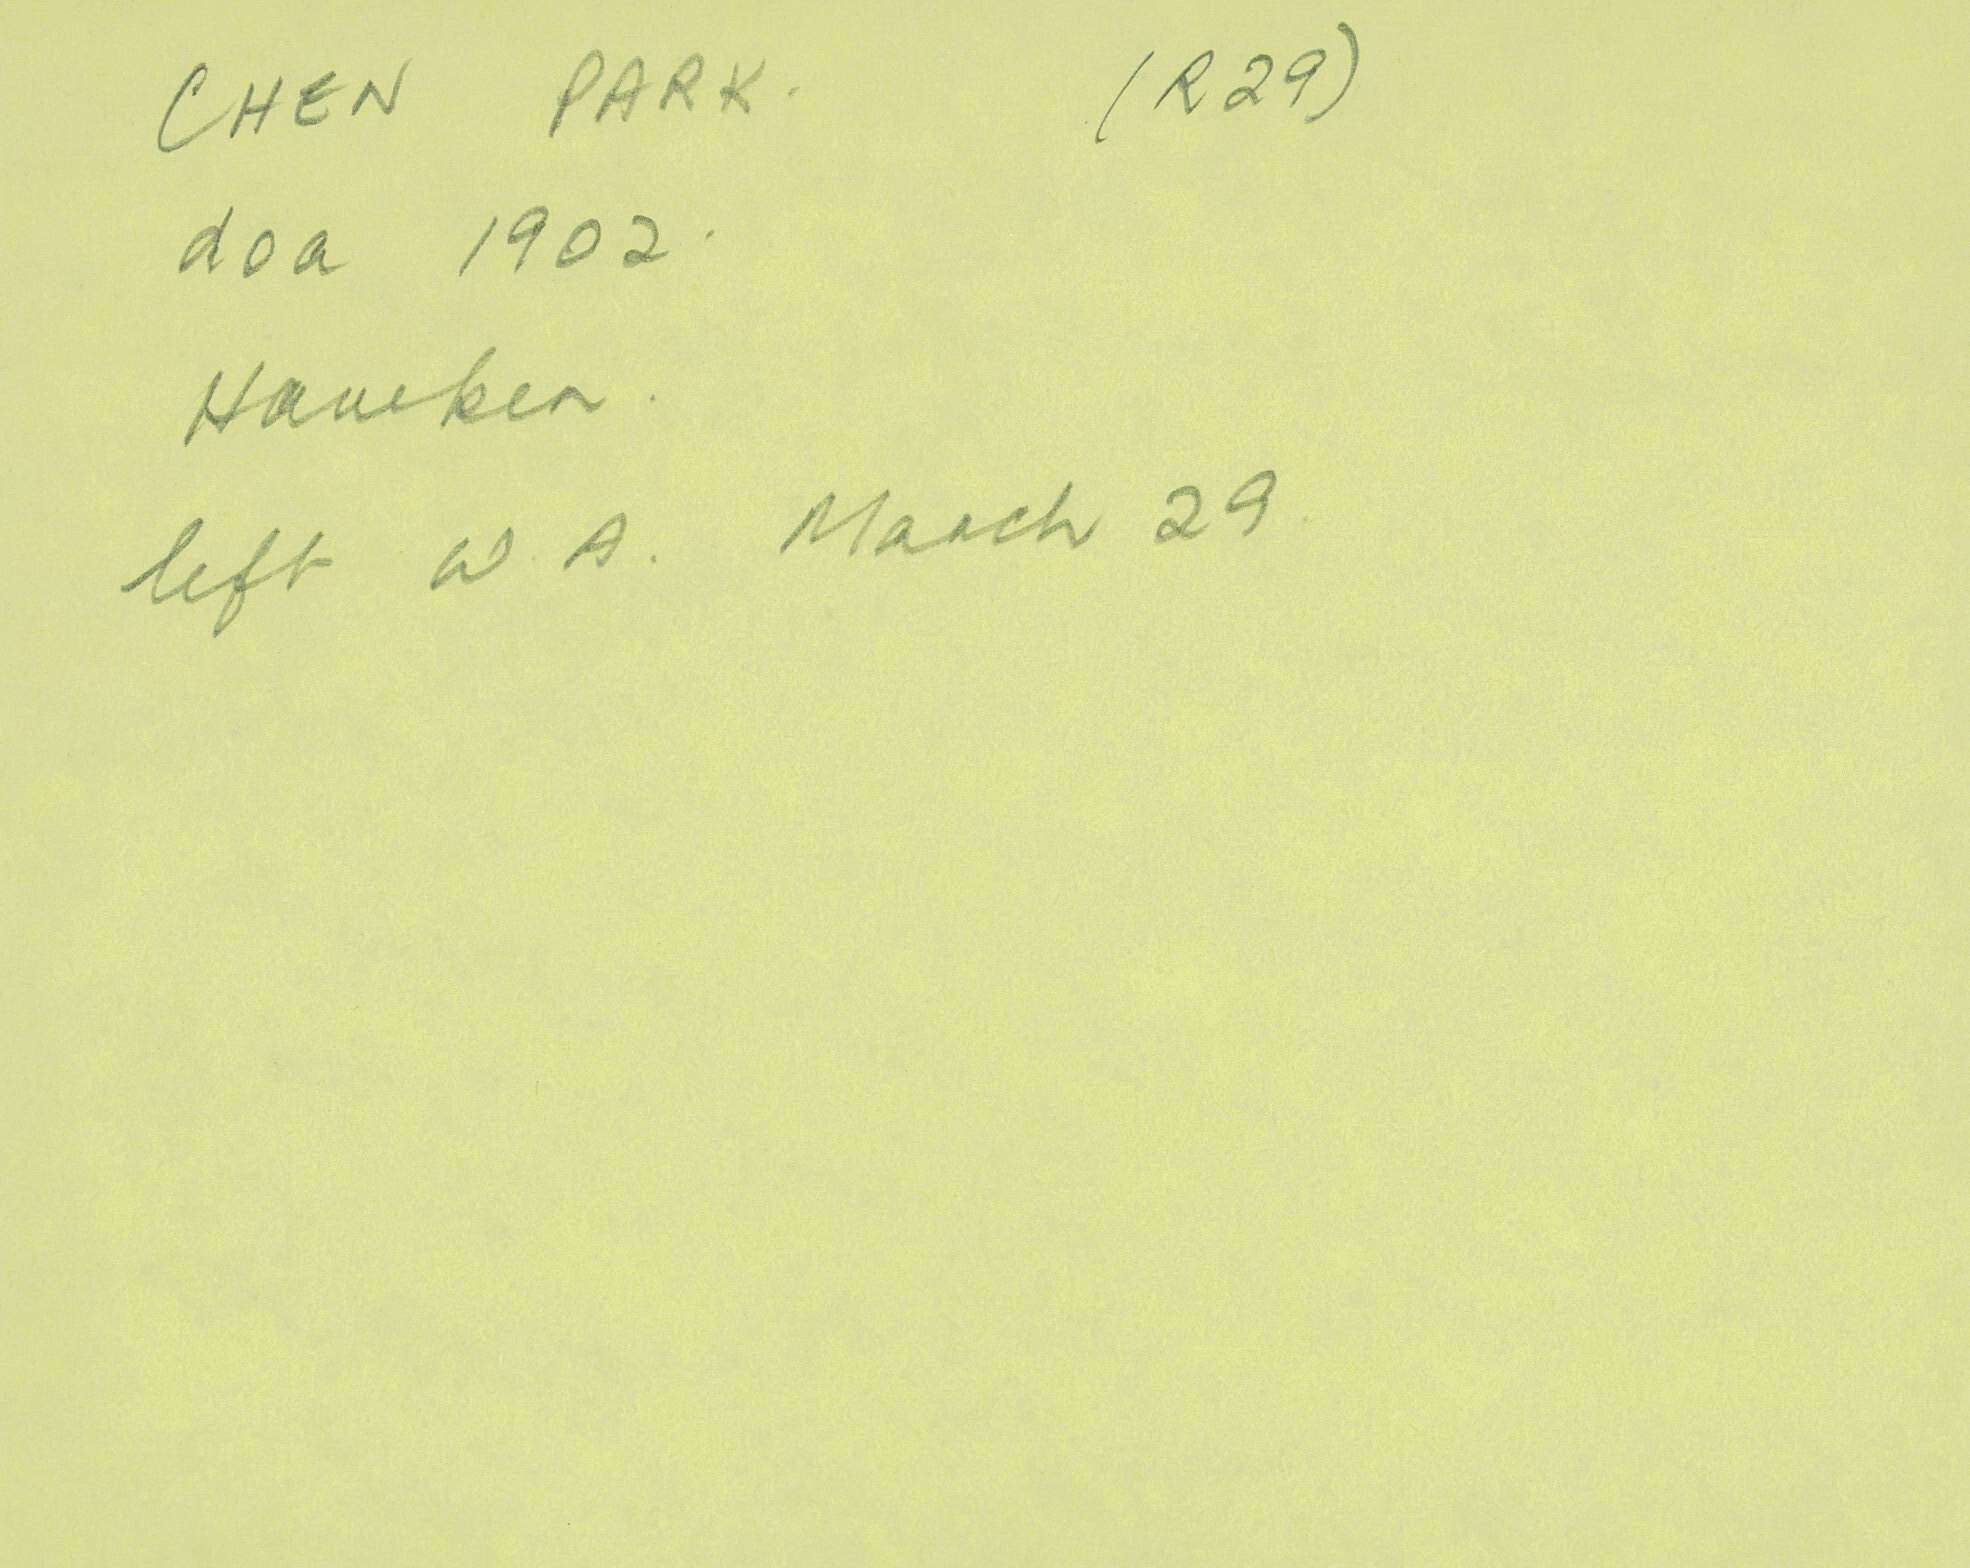 CHEN PARK. (R29)
doa 1902.
Hawker.
left W.A. March 29